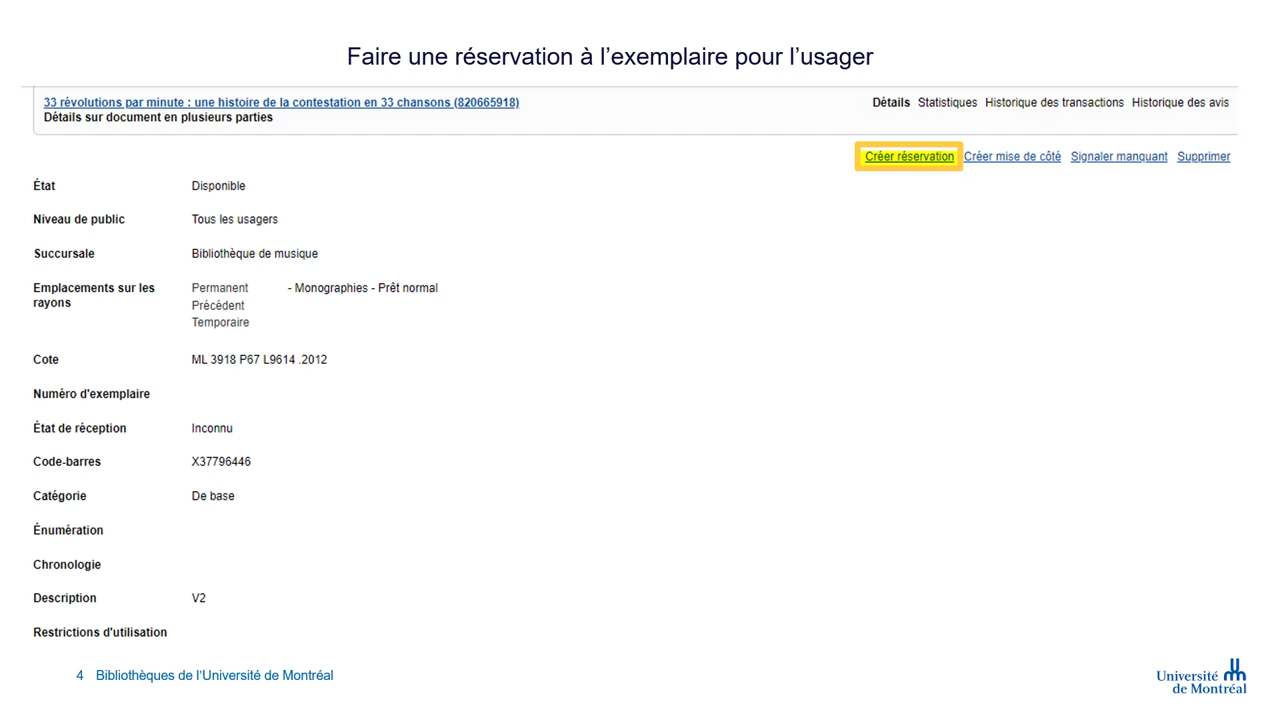 Faire une réservation à l’exemplaire pour l’usager
33 révolutions par minute : une histoire de la contestation en 33 chansons (820665918)
Détails Statistiques Historique des transactions Historique des avis
Détails sur document en plusieurs parties
Créer réservation Créer mise de côté Signaler manquant Supprimer
État Disponible
Niveau de public Tous les usagers
Succursale Bibliothèque de musique
Emplacements sur les rayons
Permanent - Monographies - Prêt normal
Précédent
Temporaire
Cote ML 3918 P67 L9614 .2012
Numéro d'exemplaire
État de réception Inconnu
Code-barres X37796446
Catégorie De base
Énumération
Chronologie
Description V2
Restrictions d'utilisation
4 Bibliothèques de l’Université de Montréal
Université
de Montréal